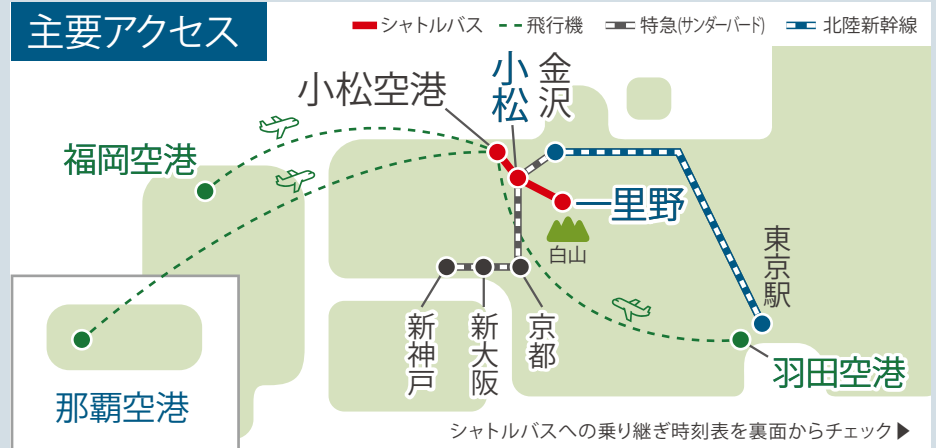 主要アクセス
シャトルバス
飛行機
特急(サンダーバード)
北陸新幹線
小松空港
小松
金沢
福岡空港
里野
白山
東京駅
新神戸
新大阪
京都
羽田空港
那覇空港
シャトルバスへの乗り継ぎ時刻表を裏面からチェック▶